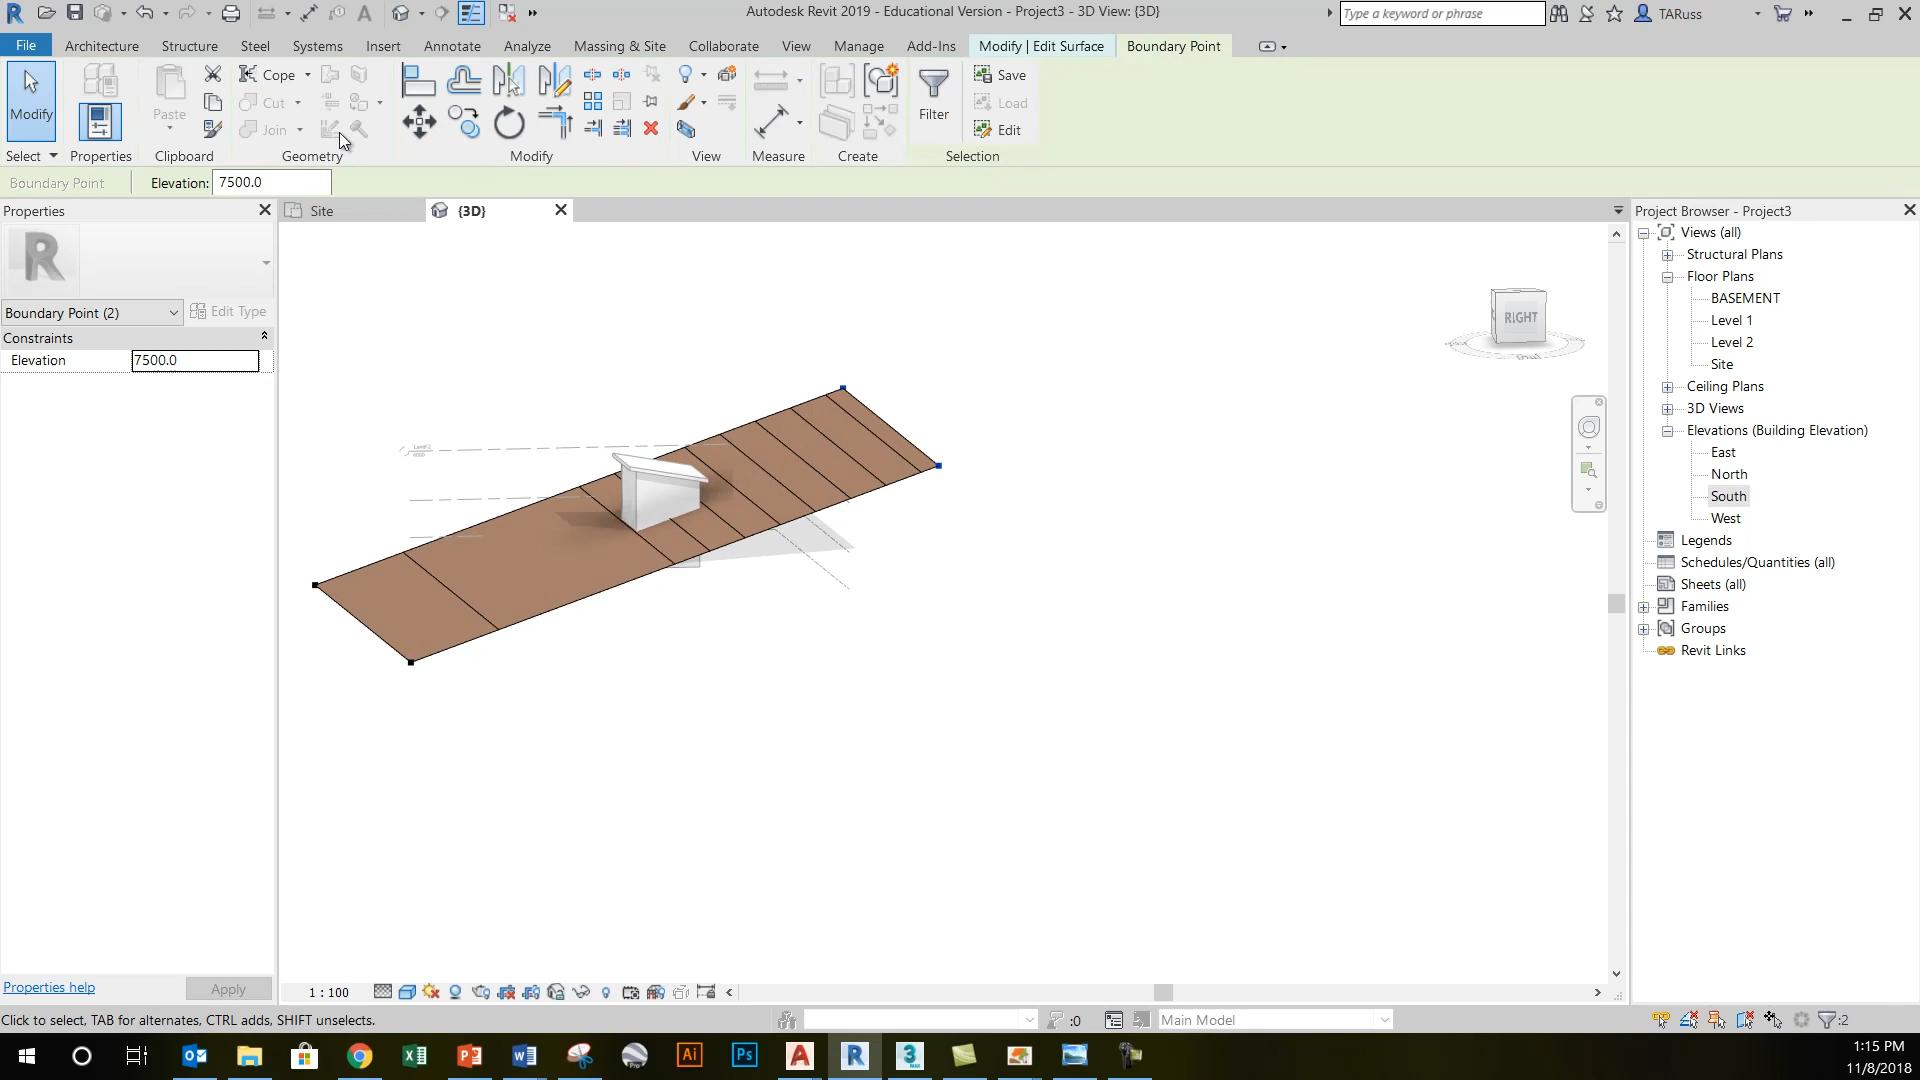 Autodesk Revit 2019 - Educational Version - Project3 - 3D View: {3D}
Type a keyword or phrase
TARuss
File
Architecture
Structure
Steel
Systems
Insert
Annotate
Analyze
Massing & Site
Collaborate
View
Manage
Add-Ins
Modify | Edit Surface
Boundary Point
Modify
Paste
Cope
Cut
Join
Filter
Save
Load
Edit
Select
Properties
Clipboard
Geometry
Modify
View
Measure
Create
Selection
Boundary Point
Elevation: 7500.0
Properties
Site
{3D}
Project Browser - Project3
R
Boundary Point (2)
Edit Type
Constraints
Elevation
7500.0
Level 2
4000
RIGHT
Views (all)
Structural Plans
Floor Plans
BASEMENT
Level 1
Level 2
Site
Ceiling Plans
3D Views
Elevations (Building Elevation)
East
North
South
West
Legends
Schedules/Quantities (all)
Sheets (all)
Families
Groups
Revit Links
Properties help
Apply
1 : 100
Click to select, TAB for alternates, CTRL adds, SHIFT unselects.
:0
Main Model
:2
1:15 PM
11/8/2018